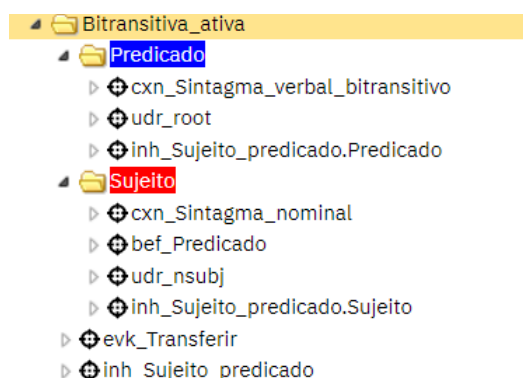 Bitransitiva_ativa
Predicado
cxn_Sintagma_verbal_bitransitivo
udr_root
inh_Sujeito_predicado.Predicado
Sujeito
cxn_Sintagma_nominal
bef_Predicado
udr_nsubj
inh_Sujeito_predicado.Sujeito
evk_Transferir
inh_Sujeito_predicado